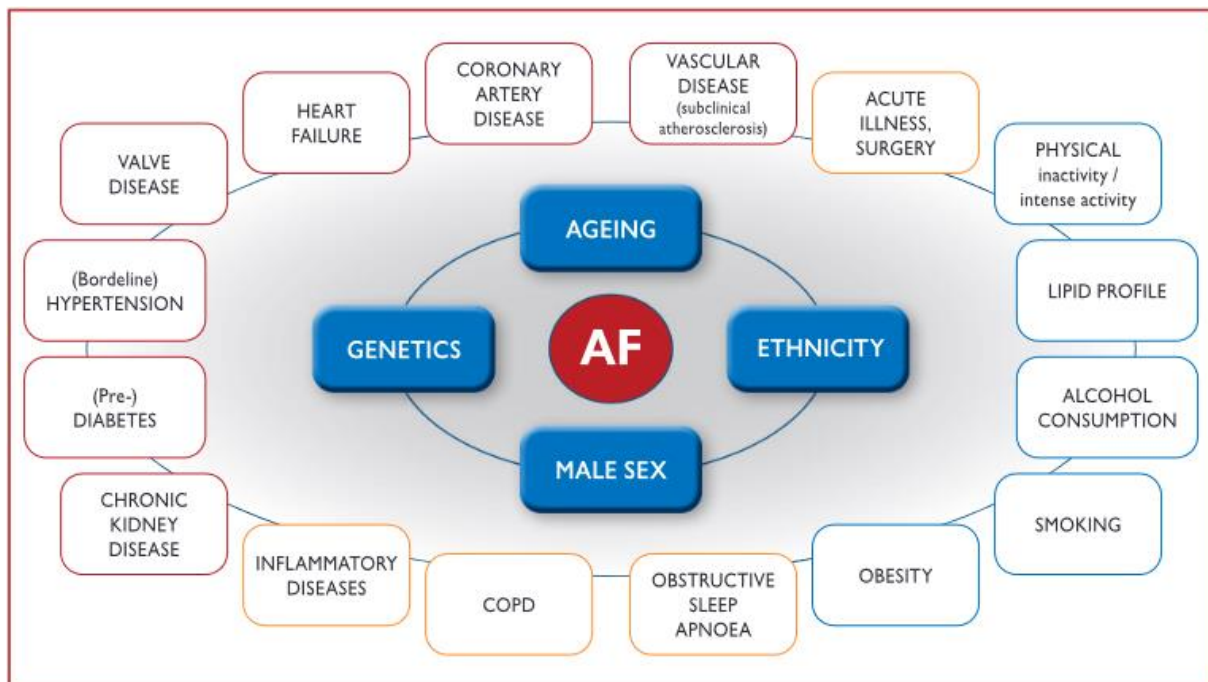 CORONARY
ARTERY
DISEASE
VASCULAR
DISEASE
(subclinical
atherosclerosis)
HEART
FAILURE
ACUTE
ILLNESS,
SURGERY
VALVE
DISEASE
PHYSICAL
inactivity /
intense activity
AGEING
(Bordeline)
HYPERTENSION
LIPID PROFILE
GENETICS
AF
ETHNICITY
(Pre-)
DIABETES
ALCOHOL
CONSUMPTION
MALE SEX
CHRONIC
KIDNEY
DISEASE
SMOKING
INFLAMMATORY
DISEASES
COPD
OBSTRUCTIVE
SLEEP
APNOEA
OBESITY